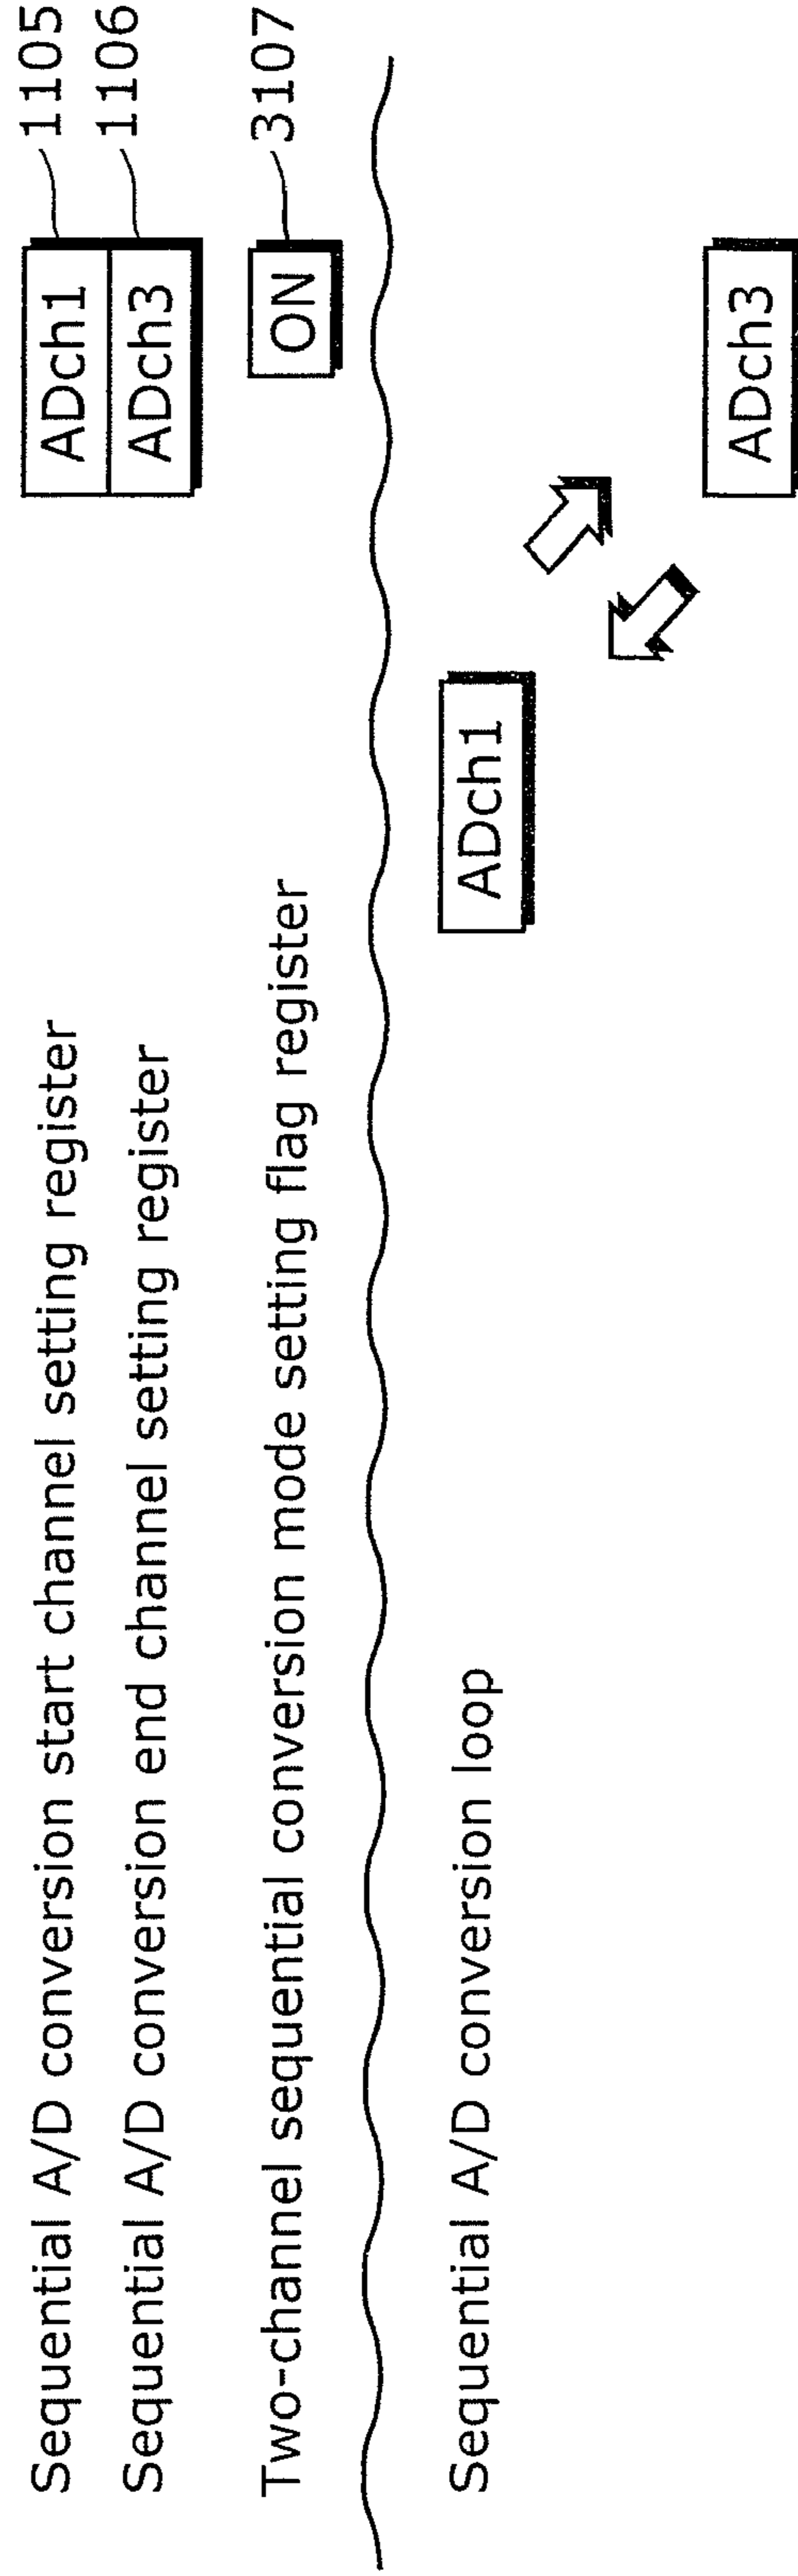 Sequential A/D conversion start channel setting register ADch1 1105
Sequential A/D conversion end channel setting register ADch3 1106
Two-channel sequential conversion mode setting flag register ON 3107
Sequential A/D conversion loop ADch1
ADch3